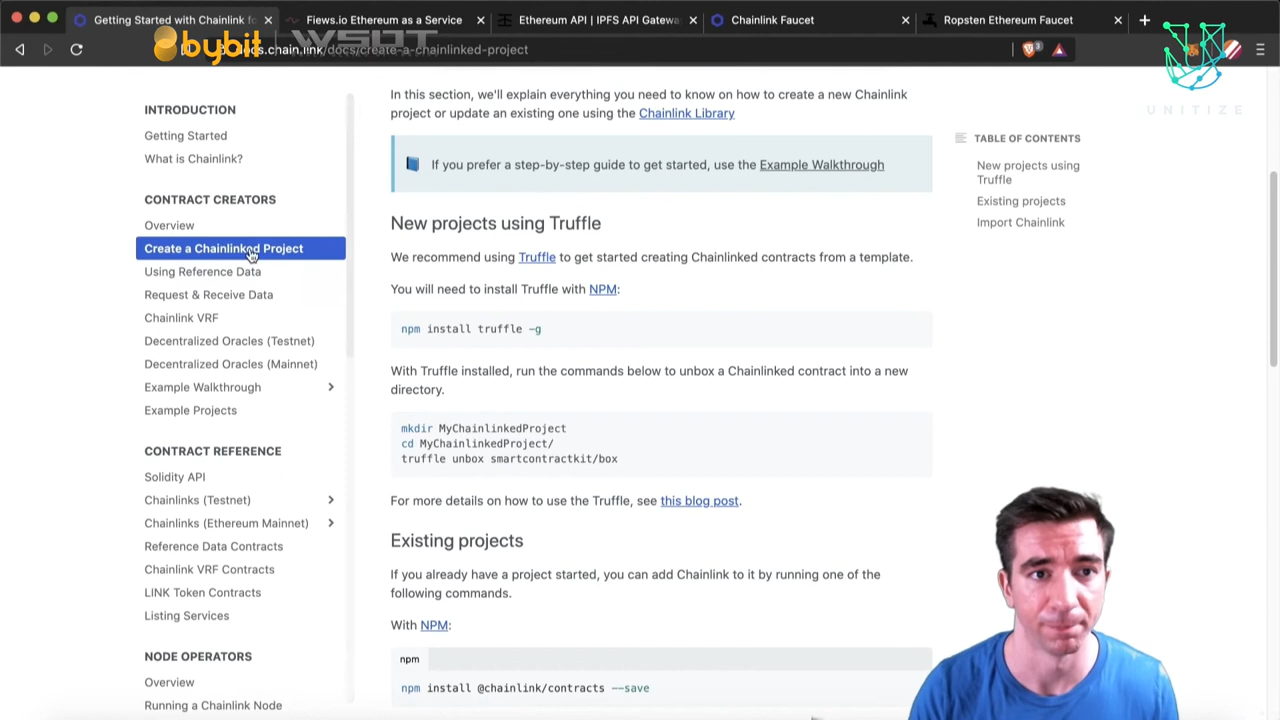 Getting Started with Chainlink fo
Fiews.io Ethereum as a Service
Ethereum API | IPFS API Gatewa
Chainlink Faucet
Ropsten Ethereum Faucet
bybit
WSOT
chain.link/docs/create-a-chainlinked-project
3
UNITIZE
INTRODUCTION
Getting Started
What is Chainlink?
CONTRACT CREATORS
Overview
Create a Chainlinked Project
Using Reference Data
Request & Receive Data
Chainlink VRF
Decentralized Oracles (Testnet)
Decentralized Oracles (Mainnet)
Example Walkthrough
Example Projects
CONTRACT REFERENCE
Solidity API
Chainlinks (Testnet)
Chainlinks (Ethereum Mainnet)
Reference Data Contracts
Chainlink VRF Contracts
LINK Token Contracts
Listing Services
NODE OPERATORS
Overview
Running a Chainlink Node
In this section, we'll explain everything you need to know on how to create a new Chainlink
project or update an existing one using the Chainlink Library
If you prefer a step-by-step guide to get started, use the Example Walkthrough
New projects using Truffle
We recommend using Truffle to get started creating Chainlinked contracts from a template.
You will need to install Truffle with NPM:
npm install truffle -g
With Truffle installed, run the commands below to unbox a Chainlinked contract into a new
directory.
mkdir MyChainlinkedProject
cd MyChainlinkedProject/
truffle unbox smartcontractkit/box
For more details on how to use the Truffle, see this blog post.
Existing projects
If you already have a project started, you can add Chainlink to it by running one of the
following commands.
With NPM:
npm
npm install @chainlink/contracts --save
TABLE OF CONTENTS
New projects using
Truffle
Existing projects
Import Chainlink